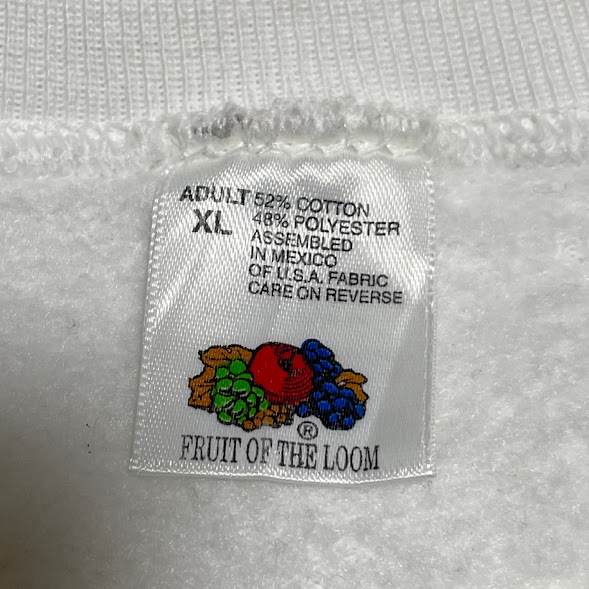 ADULT 52% COTTON
XL 48% POLYESTER
ASSEMBLED
IN MEXICO
OF U.S.A. FABRIC
CARE ON REVERSE
®
FRUIT OF THE LOOM